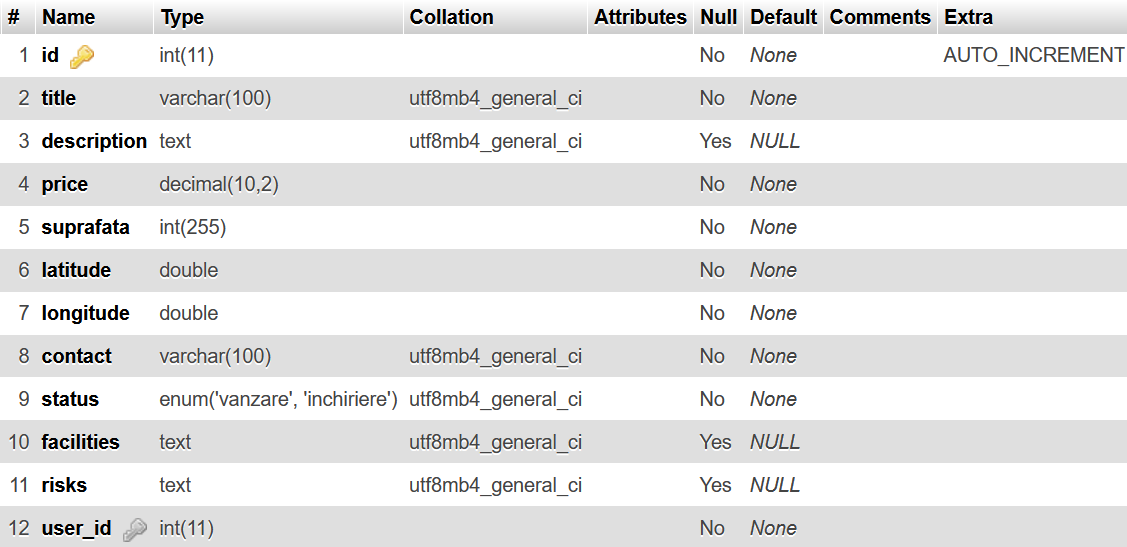 # Name Type Collation Attributes Null Default Comments Extra
1 id int(11) No None AUTO_INCREMENT
2 title varchar(100) utf8mb4_general_ci No None
3 description text utf8mb4_general_ci Yes NULL
4 price decimal(10,2) No None
5 suprafata int(255) No None
6 latitude double No None
7 longitude double No None
8 contact varchar(100) utf8mb4_general_ci No None
9 status enum('vanzare', 'inchiriere') utf8mb4_general_ci No None
10 facilities text utf8mb4_general_ci Yes NULL
11 risks text utf8mb4_general_ci Yes NULL
12 user_id int(11) No None